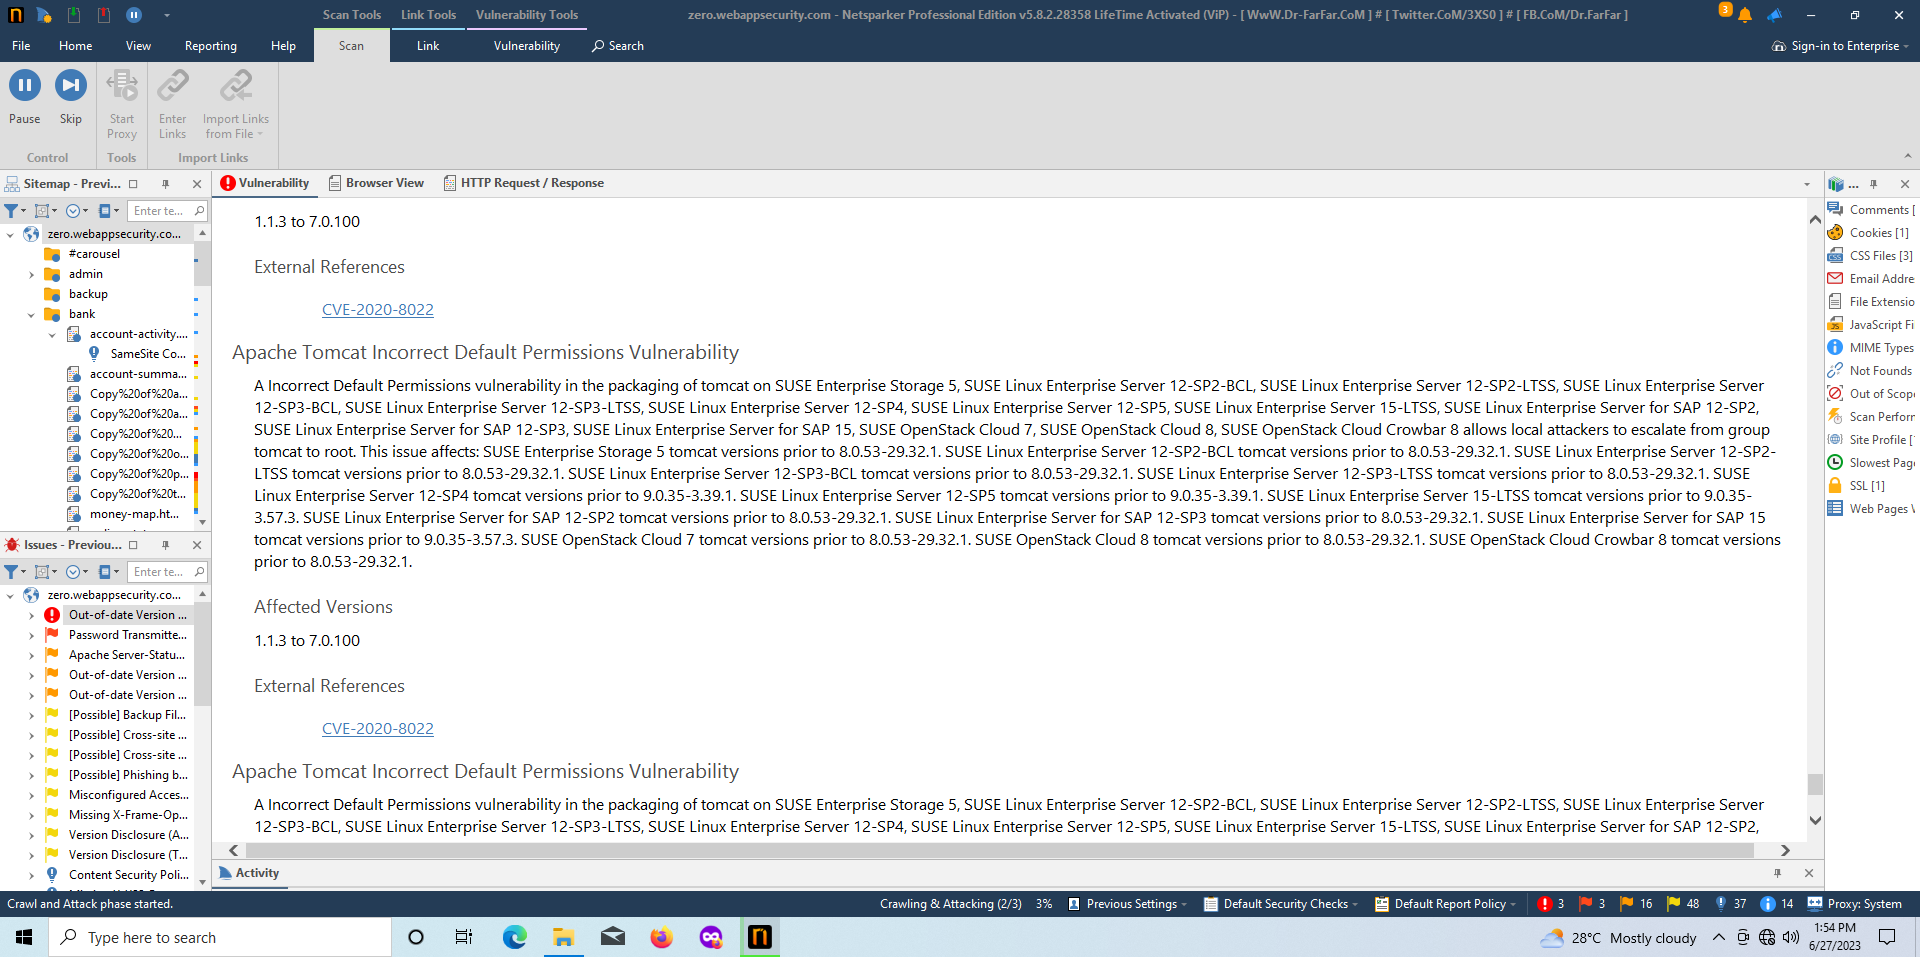 Scan Tools Link Tools Vulnerability Tools zero.webappsecurity.com - Netsparker Professional Edition v5.8.2.28358 LifeTime Activated (ViP) - [ WwW.Dr-FarFar.CoM ] # [ Twitter.CoM/3XS0 ] # [ FB.CoM/Dr.FarFar ] 3
File Home View Reporting Help Scan Link Vulnerability Search Sign-in to Enterprise
Pause Skip Start Proxy Enter Links Import Links from File
Control Tools Import Links
Sitemap - Previ...
Enter te...
zero.webappsecurity.co...
#carousel
admin
backup
bank
account-activity....
SameSite Co...
account-summa...
Copy%20of%20a...
Copy%20of%20a...
Copy%20of%20...
Copy%20of%20o...
Copy%20of%20p...
Copy%20of%20t...
money-map.ht...
Issues - Previou...
Enter te...
zero.webappsecurity.co...
Out-of-date Version ...
Password Transmitte...
Apache Server-Statu...
Out-of-date Version ...
Out-of-date Version ...
[Possible] Backup Fil...
[Possible] Cross-site ...
[Possible] Cross-site ...
[Possible] Phishing b...
Misconfigured Acces...
Missing X-Frame-Op...
Version Disclosure (A...
Version Disclosure (T...
Content Security Poli...
Vulnerability Browser View HTTP Request / Response
1.1.3 to 7.0.100
External References
CVE-2020-8022
Apache Tomcat Incorrect Default Permissions Vulnerability
A Incorrect Default Permissions vulnerability in the packaging of tomcat on SUSE Enterprise Storage 5, SUSE Linux Enterprise Server 12-SP2-BCL, SUSE Linux Enterprise Server 12-SP2-LTSS, SUSE Linux Enterprise Server
12-SP3-BCL, SUSE Linux Enterprise Server 12-SP3-LTSS, SUSE Linux Enterprise Server 12-SP4, SUSE Linux Enterprise Server 12-SP5, SUSE Linux Enterprise Server 15-LTSS, SUSE Linux Enterprise Server for SAP 12-SP2,
SUSE Linux Enterprise Server for SAP 12-SP3, SUSE Linux Enterprise Server for SAP 15, SUSE OpenStack Cloud 7, SUSE OpenStack Cloud 8, SUSE OpenStack Cloud Crowbar 8 allows local attackers to escalate from group
tomcat to root. This issue affects: SUSE Enterprise Storage 5 tomcat versions prior to 8.0.53-29.32.1. SUSE Linux Enterprise Server 12-SP2-BCL tomcat versions prior to 8.0.53-29.32.1. SUSE Linux Enterprise Server 12-SP2-
LTSS tomcat versions prior to 8.0.53-29.32.1. SUSE Linux Enterprise Server 12-SP3-BCL tomcat versions prior to 8.0.53-29.32.1. SUSE Linux Enterprise Server 12-SP3-LTSS tomcat versions prior to 8.0.53-29.32.1. SUSE
Linux Enterprise Server 12-SP4 tomcat versions prior to 9.0.35-3.39.1. SUSE Linux Enterprise Server 12-SP5 tomcat versions prior to 9.0.35-3.39.1. SUSE Linux Enterprise Server 15-LTSS tomcat versions prior to 9.0.35-
3.57.3. SUSE Linux Enterprise Server for SAP 12-SP2 tomcat versions prior to 8.0.53-29.32.1. SUSE Linux Enterprise Server for SAP 12-SP3 tomcat versions prior to 8.0.53-29.32.1. SUSE Linux Enterprise Server for SAP 15
tomcat versions prior to 9.0.35-3.57.3. SUSE OpenStack Cloud 7 tomcat versions prior to 8.0.53-29.32.1. SUSE OpenStack Cloud 8 tomcat versions prior to 8.0.53-29.32.1. SUSE OpenStack Cloud Crowbar 8 tomcat versions
prior to 8.0.53-29.32.1.
Affected Versions
1.1.3 to 7.0.100
External References
CVE-2020-8022
Apache Tomcat Incorrect Default Permissions Vulnerability
A Incorrect Default Permissions vulnerability in the packaging of tomcat on SUSE Enterprise Storage 5, SUSE Linux Enterprise Server 12-SP2-BCL, SUSE Linux Enterprise Server 12-SP2-LTSS, SUSE Linux Enterprise Server
12-SP3-BCL, SUSE Linux Enterprise Server 12-SP3-LTSS, SUSE Linux Enterprise Server 12-SP4, SUSE Linux Enterprise Server 12-SP5, SUSE Linux Enterprise Server 15-LTSS, SUSE Linux Enterprise Server for SAP 12-SP2,
Activity
...
Comments [
Cookies [1]
CSS Files [3]
Email Addre
File Extensio
JavaScript Fi
MIME Types
Not Founds
Out of Scope
Scan Perforn
Site Profile [
Slowest Page
SSL [1]
Web Pages
Crawl and Attack phase started. Crawling & Attacking (2/3) 3% Previous Settings Default Security Checks Default Report Policy 3 3 16 48 37 14 Proxy: System
Type here to search 28°C Mostly cloudy 1:54 PM
6/27/2023